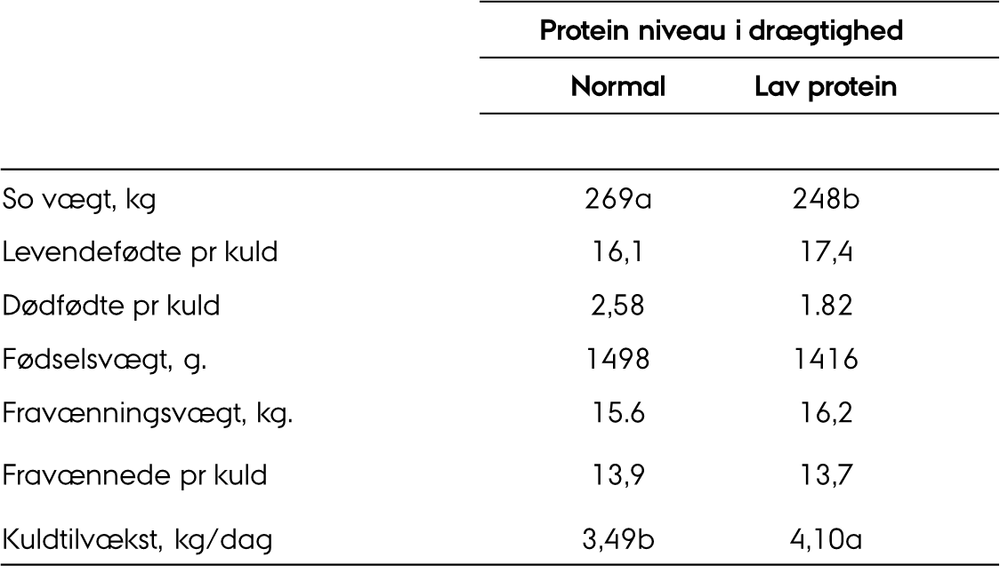 Protein niveau i drægtighed
Normal Lav protein
So vægt, kg 269a 248b
Levendefødte pr kuld 16,1 17,4
Dødfødte pr kuld 2,58 1.82
Fødselsvægt, g. 1498 1416
Fravænningsvægt, kg. 15.6 16,2
Fravænnede pr kuld 13,9 13,7
Kuldtilvækst, kg/dag 3,49b 4,10a